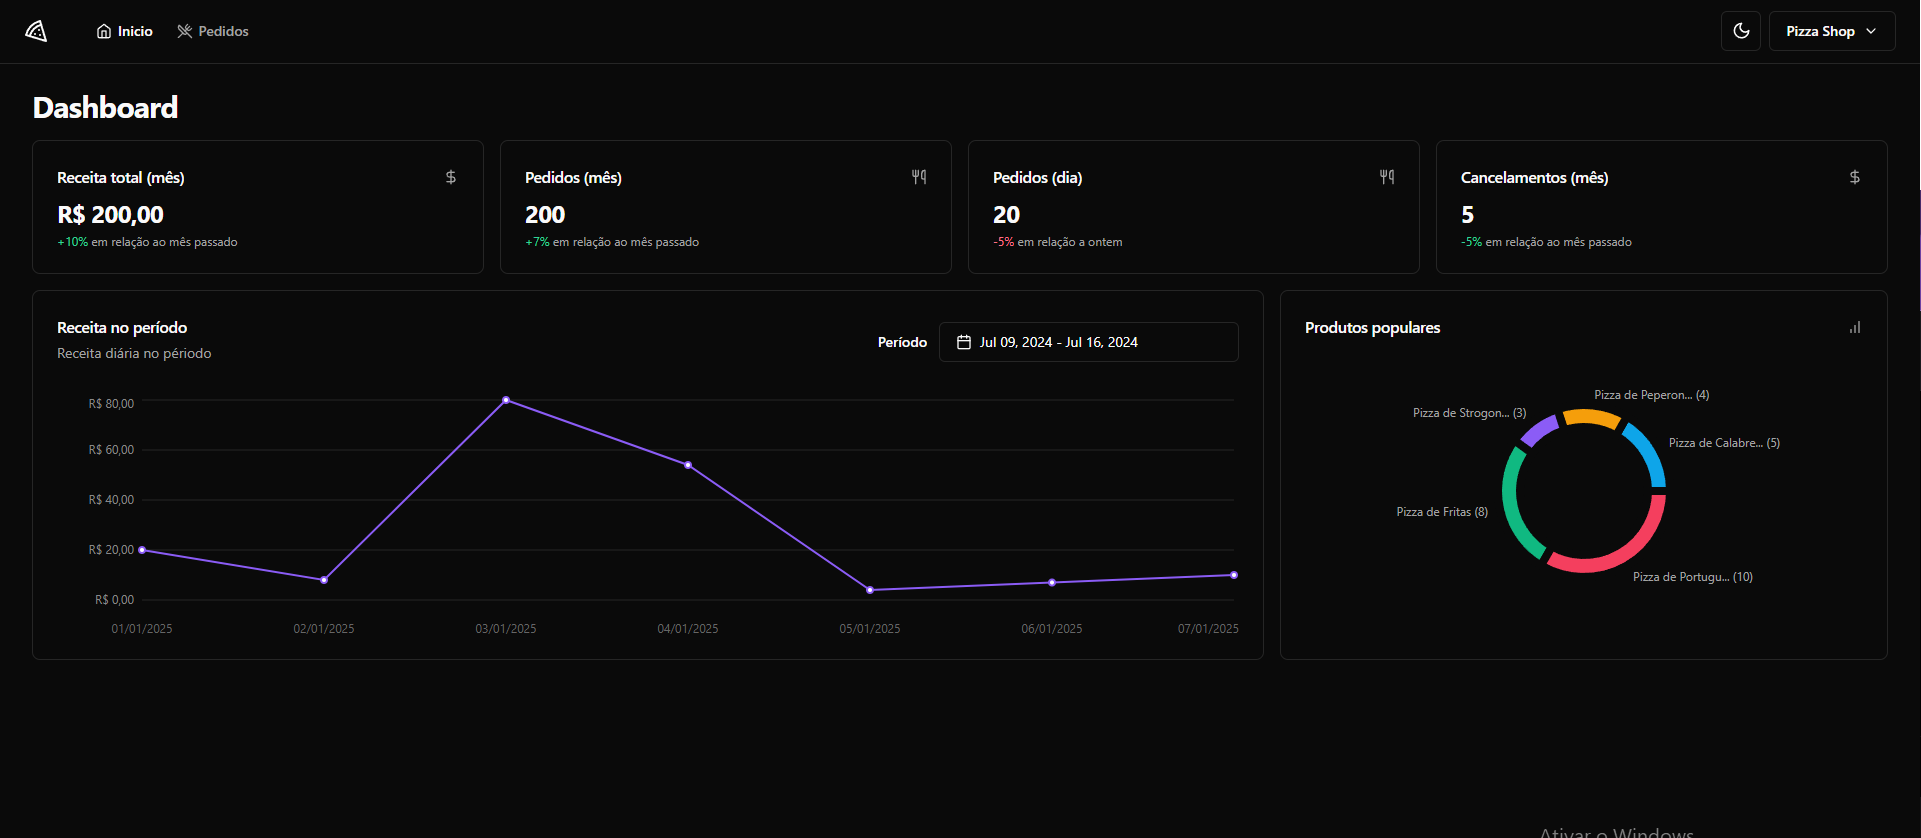 Inicio
Pedidos
Pizza Shop
Dashboard
Receita total (mês)
R$ 200,00
+10% em relação ao mês passado
Pedidos (mês)
200
+7% em relação ao mês passado
Pedidos (dia)
20
-5% em relação a ontem
Cancelamentos (mês)
5
-5% em relação ao mês passado
Receita no período
Receita diária no périodo
Período
Jul 09, 2024 - Jul 16, 2024
R$ 80,00
R$ 60,00
R$ 40,00
R$ 20,00
R$ 0,00
01/01/2025
02/01/2025
03/01/2025
04/01/2025
05/01/2025
06/01/2025
07/01/2025
Produtos populares
Pizza de Peperon... (4)
Pizza de Strogon... (3)
Pizza de Calabre... (5)
Pizza de Fritas (8)
Pizza de Portugu... (10)
Ativar o Windows